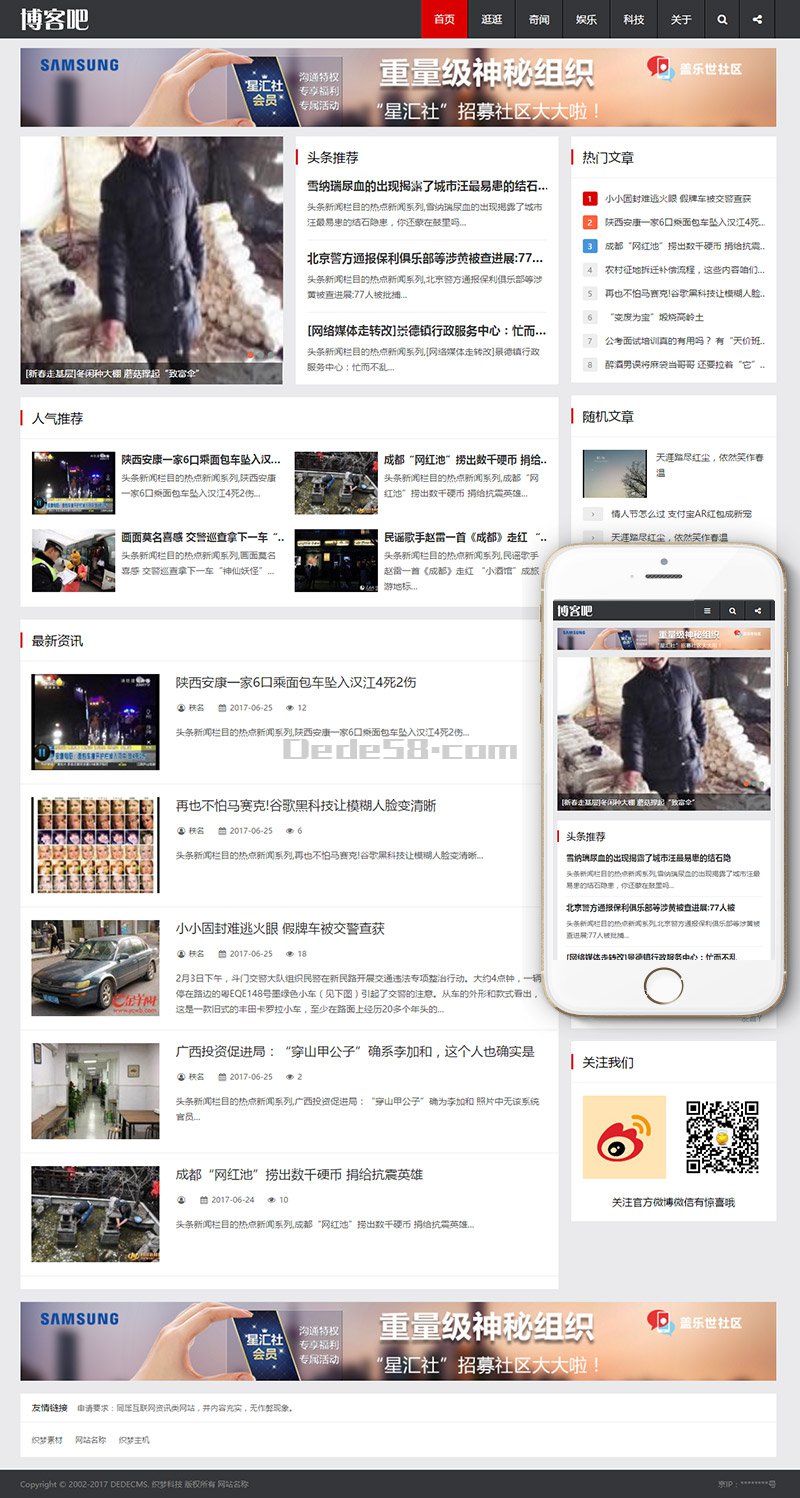 博客吧
首页 逛逛 奇闻 娱乐 科技 关于
SAMSUNG
星汇社
会员
沟通特权
专享福利
专属活动
重量级神秘组织
“星汇社”招募社区大大啦！
盖乐世社区
[新春走基层]冬闲种大棚 蘑菇撑起“致富伞”
头条推荐
雪纳瑞尿血的出现揭露了城市汪最易患的结石...
头条新闻栏目的热点新闻系列,雪纳瑞尿血的出现揭露了城市
汪最易患的结石隐患，你还蒙在鼓里吗...
北京警方通报保利俱乐部等涉黄被查进展:77...
头条新闻栏目的热点新闻系列,北京警方通报保利俱乐部等涉
黄被查进展:77人被批捕...
[网络媒体走转改]景德镇行政服务中心：忙而...
头条新闻栏目的热点新闻系列,[网络媒体走转改]景德镇行政
服务中心：忙而不乱...
热门文章
1 小小固封难逃火眼 假牌车被交警直获
2 陕西安康一家6口乘面包车坠入汉江4死...
3 成都“网红池”捞出数千硬币 捐给抗震...
4 农村征地拆迁补偿流程，这些内容咱们...
5 再也不怕马赛克!谷歌黑科技让模糊人脸...
6 “变废为宝”煅烧高岭土
7 公考面试培训真的有用吗？ 有“天价班...
8 醉酒男误将麻袋当哥哥 还要拉着“它”...
人气推荐
陕西安康一家6口乘面包车坠入汉...
头条新闻栏目的热点新闻系列,陕西安康
一家6口乘面包车坠入汉江4死2伤...
成都“网红池”捞出数千硬币 捐给...
头条新闻栏目的热点新闻系列,成都“网
红池”捞出数千硬币 捐给抗震英雄...
画面莫名喜感 交警巡查拿下一车“...
头条新闻栏目的热点新闻系列,画面莫名
喜感 交警巡查拿下一车“神仙妖怪”...
民谣歌手赵雷一首《成都》走红 “...
头条新闻栏目的热点新闻系列,民谣歌手
赵雷一首《成都》走红 “小酒馆”成旅
游地标...
随机文章
天涯踏尽红尘，依然笑作春
温
情人节怎么过 支付宝AR红包成新宠
天涯踏尽红尘，依然笑作春温
最新资讯
陕西安康一家6口乘面包车坠入汉江4死2伤
秩名 2017-06-25 12
头条新闻栏目的热点新闻系列,陕西安康一家6口乘面包车坠入汉江4死2伤...
Dede58.com
再也不怕马赛克!谷歌黑科技让模糊人脸变清晰
秩名 2017-06-25 6
头条新闻栏目的热点新闻系列,再也不怕马赛克!谷歌黑科技让模糊人脸变清晰...
小小固封难逃火眼 假牌车被交警直获
秩名 2017-06-25 18
2月3日下午，斗门交警大队组织民警在新民路开展交通违法专项整治行动。大约4点钟，一辆
停在路边的粤EQE148号墨绿色小车（见下图）引起了交警的注意。从车的外形和款式看出，
这是一款旧式的丰田卡罗拉小车，至少在路面上经历20多个年头的...
广西投资促进局：“穿山甲公子”确系李加和，这个人也确实是
秩名 2017-06-25 2
头条新闻栏目的热点新闻系列,广西投资促进局：“穿山甲公子”确为李加和 照片中无该系统
官员...
成都“网红池”捞出数千硬币 捐给抗震英雄
2017-06-24 10
头条新闻栏目的热点新闻系列,成都“网红池”捞出数千硬币 捐给抗震英雄...
博客吧
SAMSUNG
重量级神秘组织
“星汇社”招募社区大大啦！
[新春走基层]冬闲种大棚 蘑菇撑起“致富伞”
头条推荐
雪纳瑞尿血的出现揭露了城市汪最易患的结石隐
头条新闻栏目的热点新闻系列,雪纳瑞尿血的出现揭露了城市汪最
易患的结石隐患，你还蒙在鼓里吗...
北京警方通报保利俱乐部等涉黄被查进展:77人被
头条新闻栏目的热点新闻系列,北京警方通报保利俱乐部等涉黄被
查进展:77人被批捕...
[网络媒体走转改]景德镇行政服务中心：忙而不乱
关注我们
关注官方微博微信有惊喜哦
SAMSUNG
星汇社
会员
沟通特权
专享福利
专属活动
重量级神秘组织
“星汇社”招募社区大大啦！
盖乐世社区
友情链接 申请要求：同属互联网资讯类网站，并内容充实，无作弊现象。
织梦素材 网站名称 织梦主机
Copyright © 2002-2017 DEDECMS. 织梦科技 版权所有 网站名称
京IP：********号